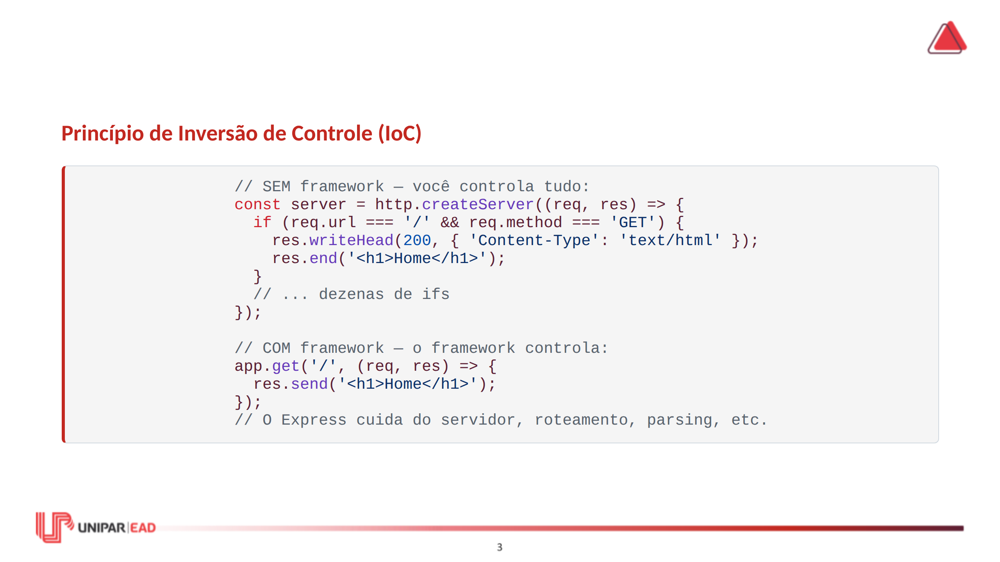 Princípio de Inversão de Controle (IoC)
// SEM framework — você controla tudo:
const server = http.createServer((req, res) => {
  if (req.url === '/' && req.method === 'GET') {
    res.writeHead(200, { 'Content-Type': 'text/html' });
    res.end('<h1>Home</h1>');
  }
  // ... dezenas de ifs
});

// COM framework — o framework controla:
app.get('/', (req, res) => {
  res.send('<h1>Home</h1>');
});
// O Express cuida do servidor, roteamento, parsing, etc.
UNIPAR|EAD
3